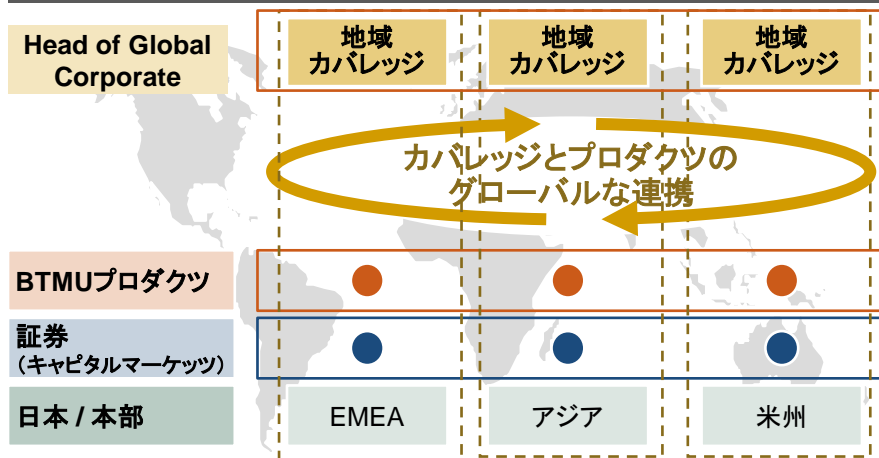 Head of Global
Corporate
地域
カバレッジ
地域
カバレッジ
地域
カバレッジ
カバレッジとプロダクツの
グローバルな連携
BTMUプロダクツ
証券
（キャピタルマーケッツ）
日本 / 本部
EMEA
アジア
米州